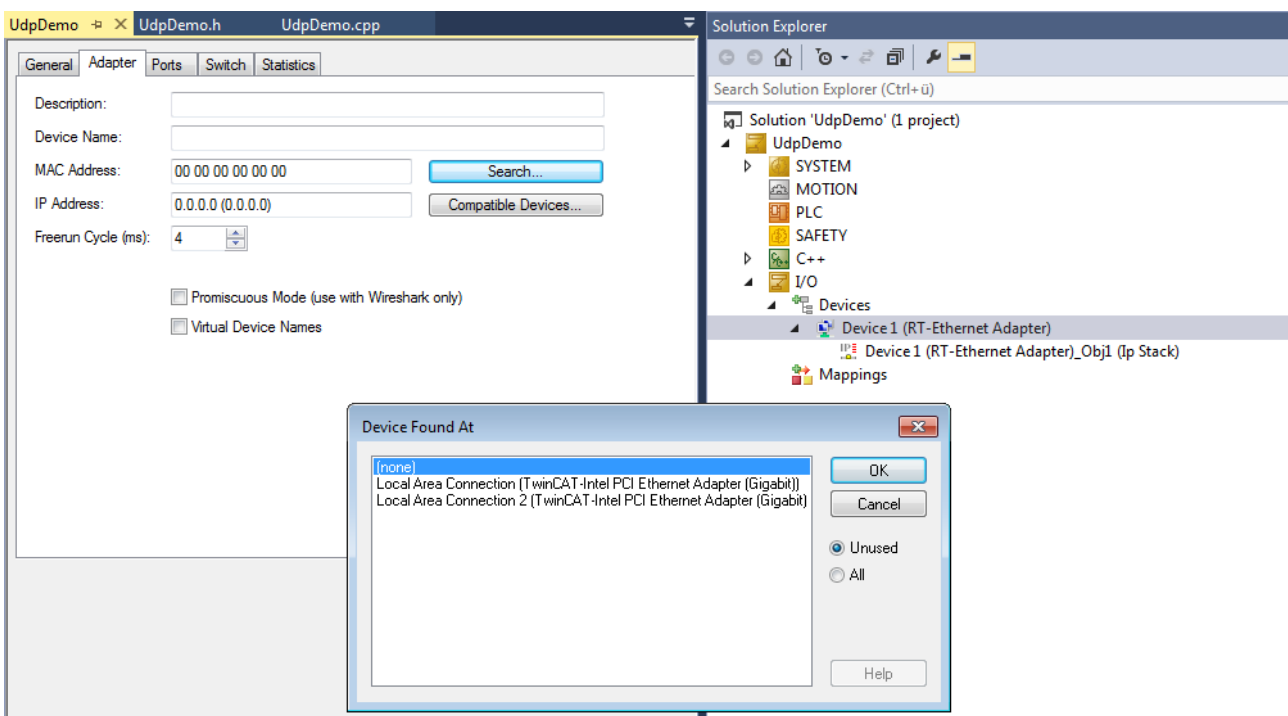 UdpDemo
UdpDemo.h
UdpDemo.cpp
General
Adapter
Ports
Switch
Statistics
Description:
Device Name:
MAC Address:
00 00 00 00 00 00
Search...
IP Address:
0.0.0.0 (0.0.0.0)
Compatible Devices...
Freerun Cycle (ms):
4
Promiscuous Mode (use with Wireshark only)
Virtual Device Names
Solution Explorer
Search Solution Explorer (Ctrl+ü)
Solution 'UdpDemo' (1 project)
UdpDemo
SYSTEM
MOTION
PLC
SAFETY
C++
I/O
Devices
Device 1 (RT-Ethernet Adapter)
Device 1 (RT-Ethernet Adapter)_Obj1 (Ip Stack)
Mappings
Device Found At
(none)
Local Area Connection (TwinCAT-Intel PCI Ethernet Adapter (Gigabit))
Local Area Connection 2 (TwinCAT-Intel PCI Ethernet Adapter (Gigabit)
OK
Cancel
Unused
All
Help